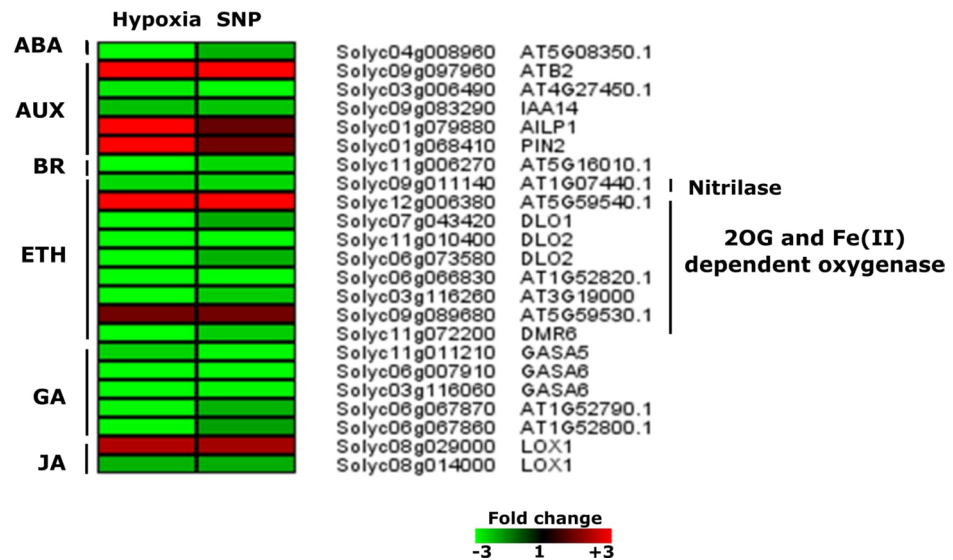 Hypoxia SNP
ABA
AUX
BR
ETH
GA
JA
Solyc04g008960 AT5G08350.1
Solyc09g097960 ATB2
Solyc03g006490 AT4G27450.1
Solyc09g083290 IAA14
Solyc01g079880 AILP1
Solyc01g068410 PIN2
Solyc11g006270 AT5G16010.1
Solyc09g011140 AT1G07440.1
Solyc12g006380 AT5G59540.1
Solyc07g043420 DLO1
Solyc11g010400 DLO2
Solyc06g073580 DLO2
Solyc06g066830 AT1G52820.1
Solyc03g116260 AT3G19000
Solyc09g089680 AT5G59530.1
Solyc11g072200 DMR6
Solyc11g011210 GASA5
Solyc06g007910 GASA6
Solyc03g116060 GASA6
Solyc06g067870 AT1G52790.1
Solyc06g067860 AT1G52800.1
Solyc08g029000 LOX1
Solyc08g014000 LOX1
Nitrilase
2OG and Fe(II)
dependent oxygenase
Fold change
-3 1 +3